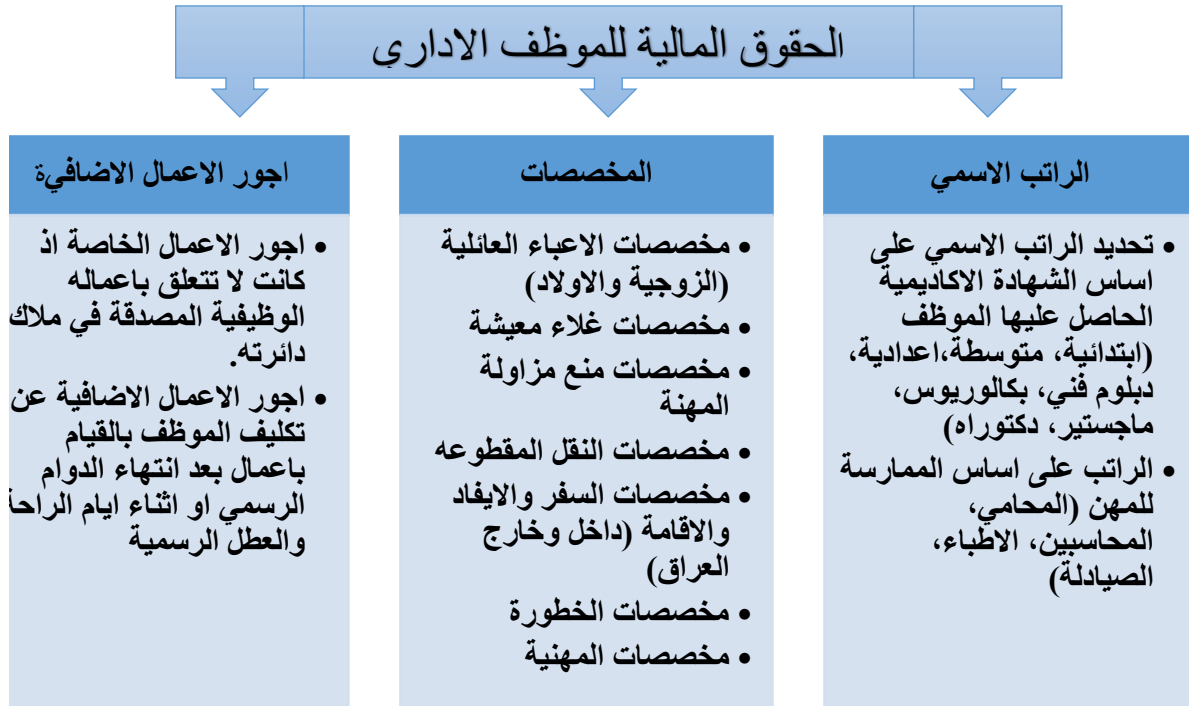 الحقوق المالية للموظف الاداري
الراتب الاسمي
• تحديد الراتب الاسمي على
اساس الشهادة الاكاديمية
الحاصل عليها الموظف
(ابتدائية، متوسطة،اعدادية،
دبلوم فني، بكالوريوس،
ماجستير، دكتوراه)
• الراتب على اساس الممارسة
للمهن (المحامي،
المحاسبين، الاطباء،
الصيادلة)
المخصصات
• مخصصات الاعباء العائلية
(الزوجية والاولاد)
• مخصصات غلاء معيشة
• مخصصات منع مزاولة
المهنة
• مخصصات النقل المقطوعه
• مخصصات السفر والايفاد
والاقامة (داخل وخارج
العراق)
• مخصصات الخطورة
• مخصصات المهنية
اجور الاعمال الاضافية
• اجور الاعمال الخاصة اذ
كانت لا تتعلق باعماله
الوظيفية المصدقة في ملاك
دائرته.
• اجور الاعمال الاضافية عن
تكليف الموظف بالقيام
باعمال بعد انتهاء الدوام
الرسمي او اثناء ايام الراحة
والعطل الرسمية